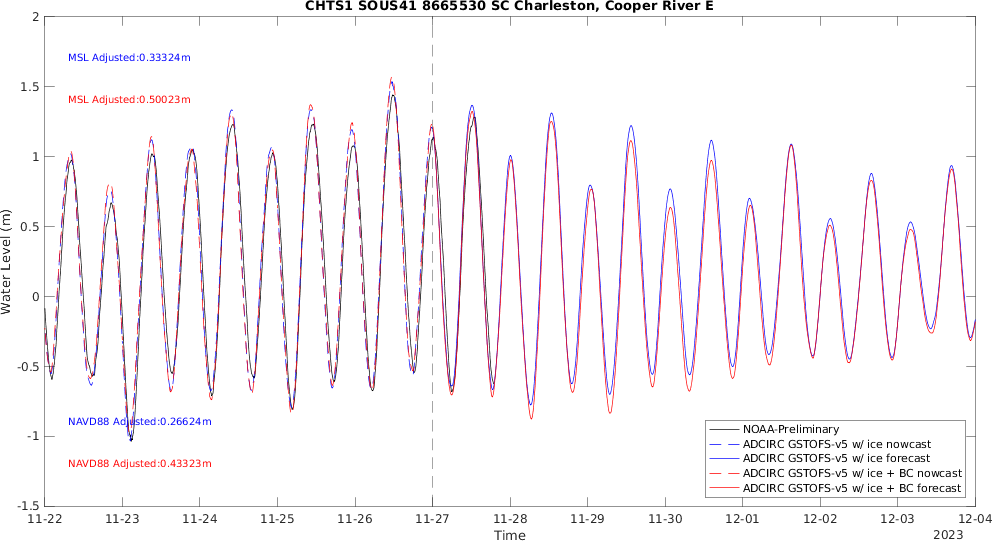 CHTS1 SOUS41 8665530 SC Charleston, Cooper River E
2
1.5
1
0.5
0
-0.5
-1
-1.5
Water Level (m)
MSL Adjusted:0.33324m
MSL Adjusted:0.50023m
NAVD88 Adjusted:0.26624m
NAVD88 Adjusted:0.43323m
NOAA-Preliminary
ADCIRC GSTOFS-v5 w/ ice nowcast
ADCIRC GSTOFS-v5 w/ ice forecast
ADCIRC GSTOFS-v5 w/ ice + BC nowcast
ADCIRC GSTOFS-v5 w/ ice + BC forecast
11-22 11-23 11-24 11-25 11-26 11-27 11-28 11-29 11-30 12-01 12-02 12-03 12-04
Time
2023